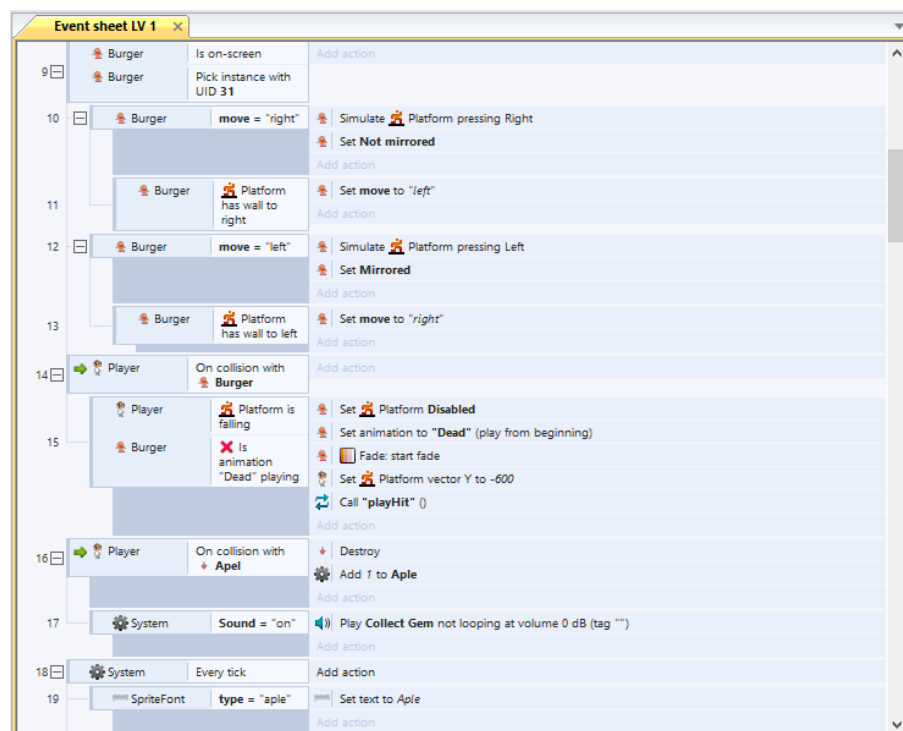 Event sheet LV 1
Burger Is on-screen Add action
9 Burger Pick instance with
UID 31
10 Burger move = "right" Simulate Platform pressing Right
Set Not mirrored
Add action
11 Burger Platform
has wall to
right Set move to "left"
Add action
12 Burger move = "left" Simulate Platform pressing Left
Set Mirrored
Add action
13 Burger Platform
has wall to left Set move to "right"
Add action
14 Player On collision with
Burger Add action
15 Player Platform is
falling Set Platform Disabled
Burger Is
animation
"Dead" playing Set animation to "Dead" (play from beginning)
Fade: start fade
Set Platform vector Y to -600
Call "playHit" ()
Add action
16 Player On collision with
Apel Destroy
Add 1 to Aple
Add action
17 System Sound = "on" Play Collect Gem not looping at volume 0 dB (tag "")
Add action
18 System Every tick Add action
19 SpriteFont type = "aple" Set text to Aple
Add action